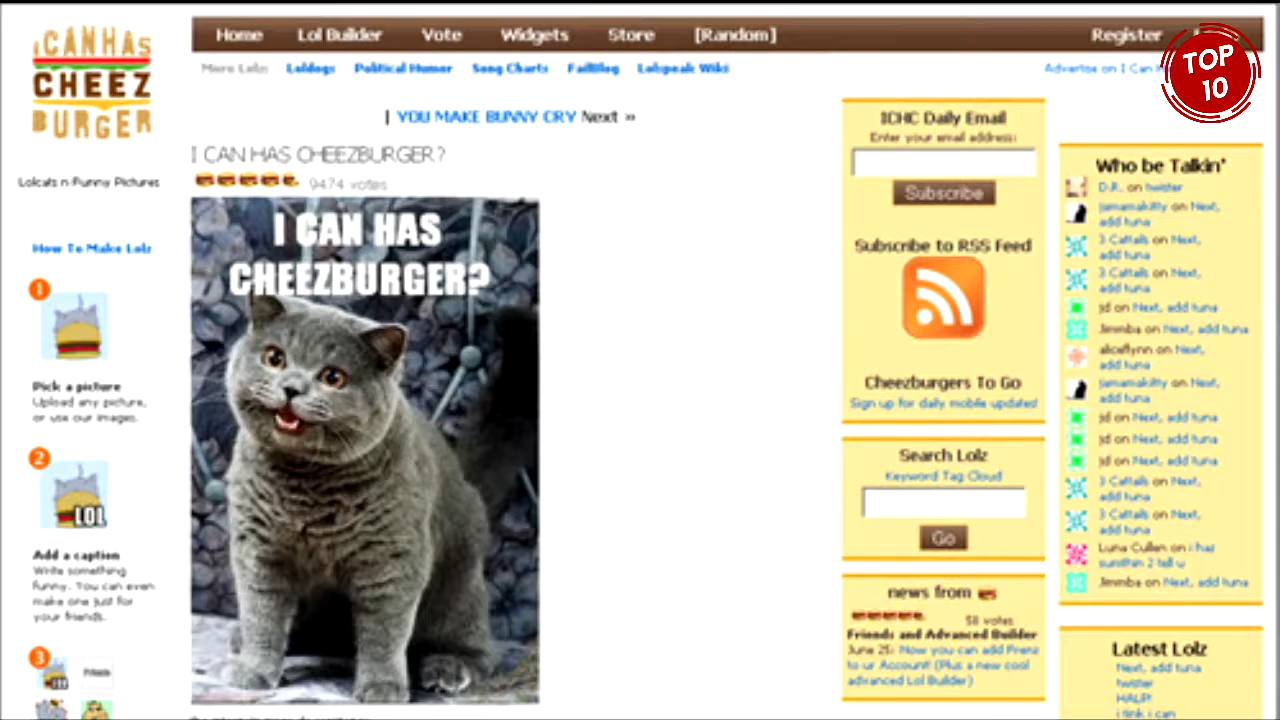 I CAN HAS
CHEEZ
BURGER
Lolcats n Funny Pictures
How To Make Lolz
1
Pick a picture
Upload any picture,
or use our images.
2
LOL
Add a caption
Write something
funny. You can even
make one just for
your friends.
3
Home Lol Builder Vote Widgets Store [Random] Register
More Lolz: Loldogs Political Humor Song Charts FailBlog Lolspeak Wiki
Advertise on I Can
TOP
10
| YOU MAKE BUNNY CRY Next »
I CAN HAS CHEEZBURGER?
9474 votes
I CAN HAS
CHEEZBURGER?
ICHC Daily Email
Enter your email address:
Subscribe
Subscribe to RSS Feed
Cheezburgers To Go
Sign up for daily mobile updates!
Search Lolz
Keyword Tag Cloud
Go
news from
58 votes
Friends and Advanced Builder
June 25: Now you can add Frenz
to ur Account! (Plus a new cool
advanced Lol Builder)
Who be Talkin'
D.R. on twister
jamamakitty on Next,
add tuna
3 Cattails on Next,
add tuna
3 Cattails on Next,
add tuna
jd on Next, add tuna
Jimmba on Next, add tuna
aliceflynn on Next,
add tuna
jamamakitty on Next,
add tuna
jd on Next, add tuna
jd on Next, add tuna
jd on Next, add tuna
3 Cattails on Next,
add tuna
3 Cattails on Next,
add tuna
Luna Cullen on i haz
sumthin 2 tell u
Jimmba on Next, add tuna
Latest Lolz
Next, add tuna
twister
HALP!
i tink i can